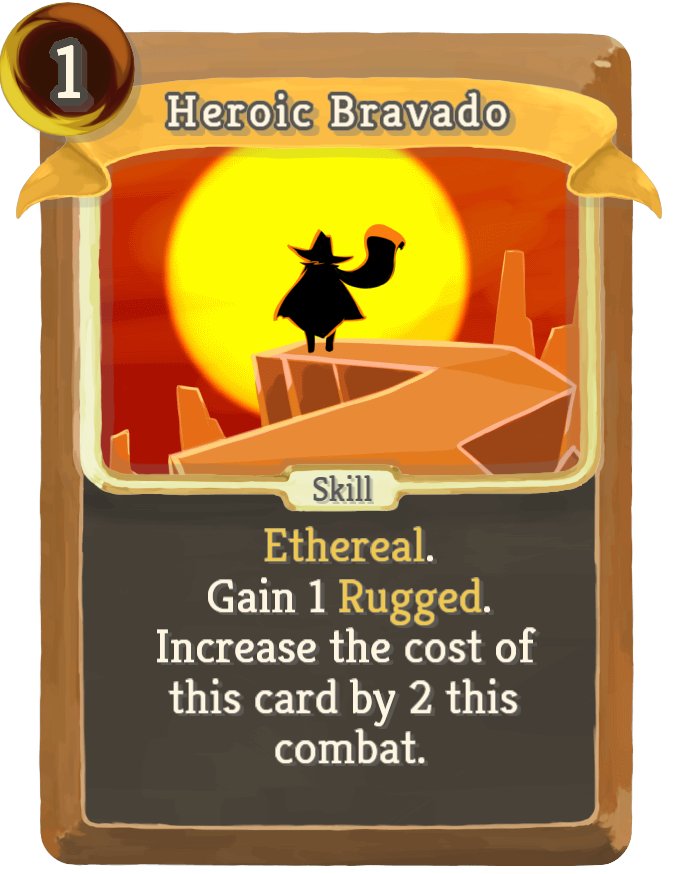 1
Heroic Bravado
Skill
Ethereal.
Gain 1 Rugged.
Increase the cost of
this card by 2 this
combat.